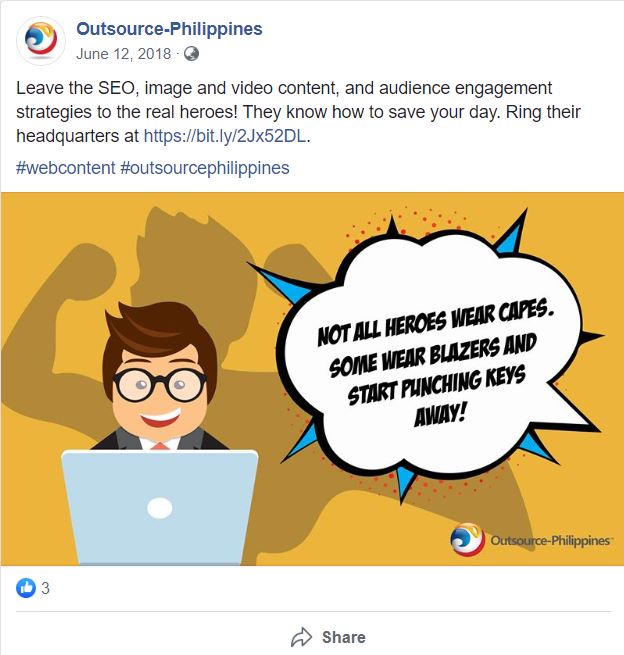 Outsource-Philippines
June 12, 2018 ·
Leave the SEO, image and video content, and audience engagement
strategies to the real heroes! They know how to save your day. Ring their
headquarters at https://bit.ly/2Jx52DL.
#webcontent #outsourcephilippines
NOT ALL HEROES WEAR CAPES.
SOME WEAR BLAZERS AND
START PUNCHING KEYS
AWAY!
Outsource-Philippines
3
Share